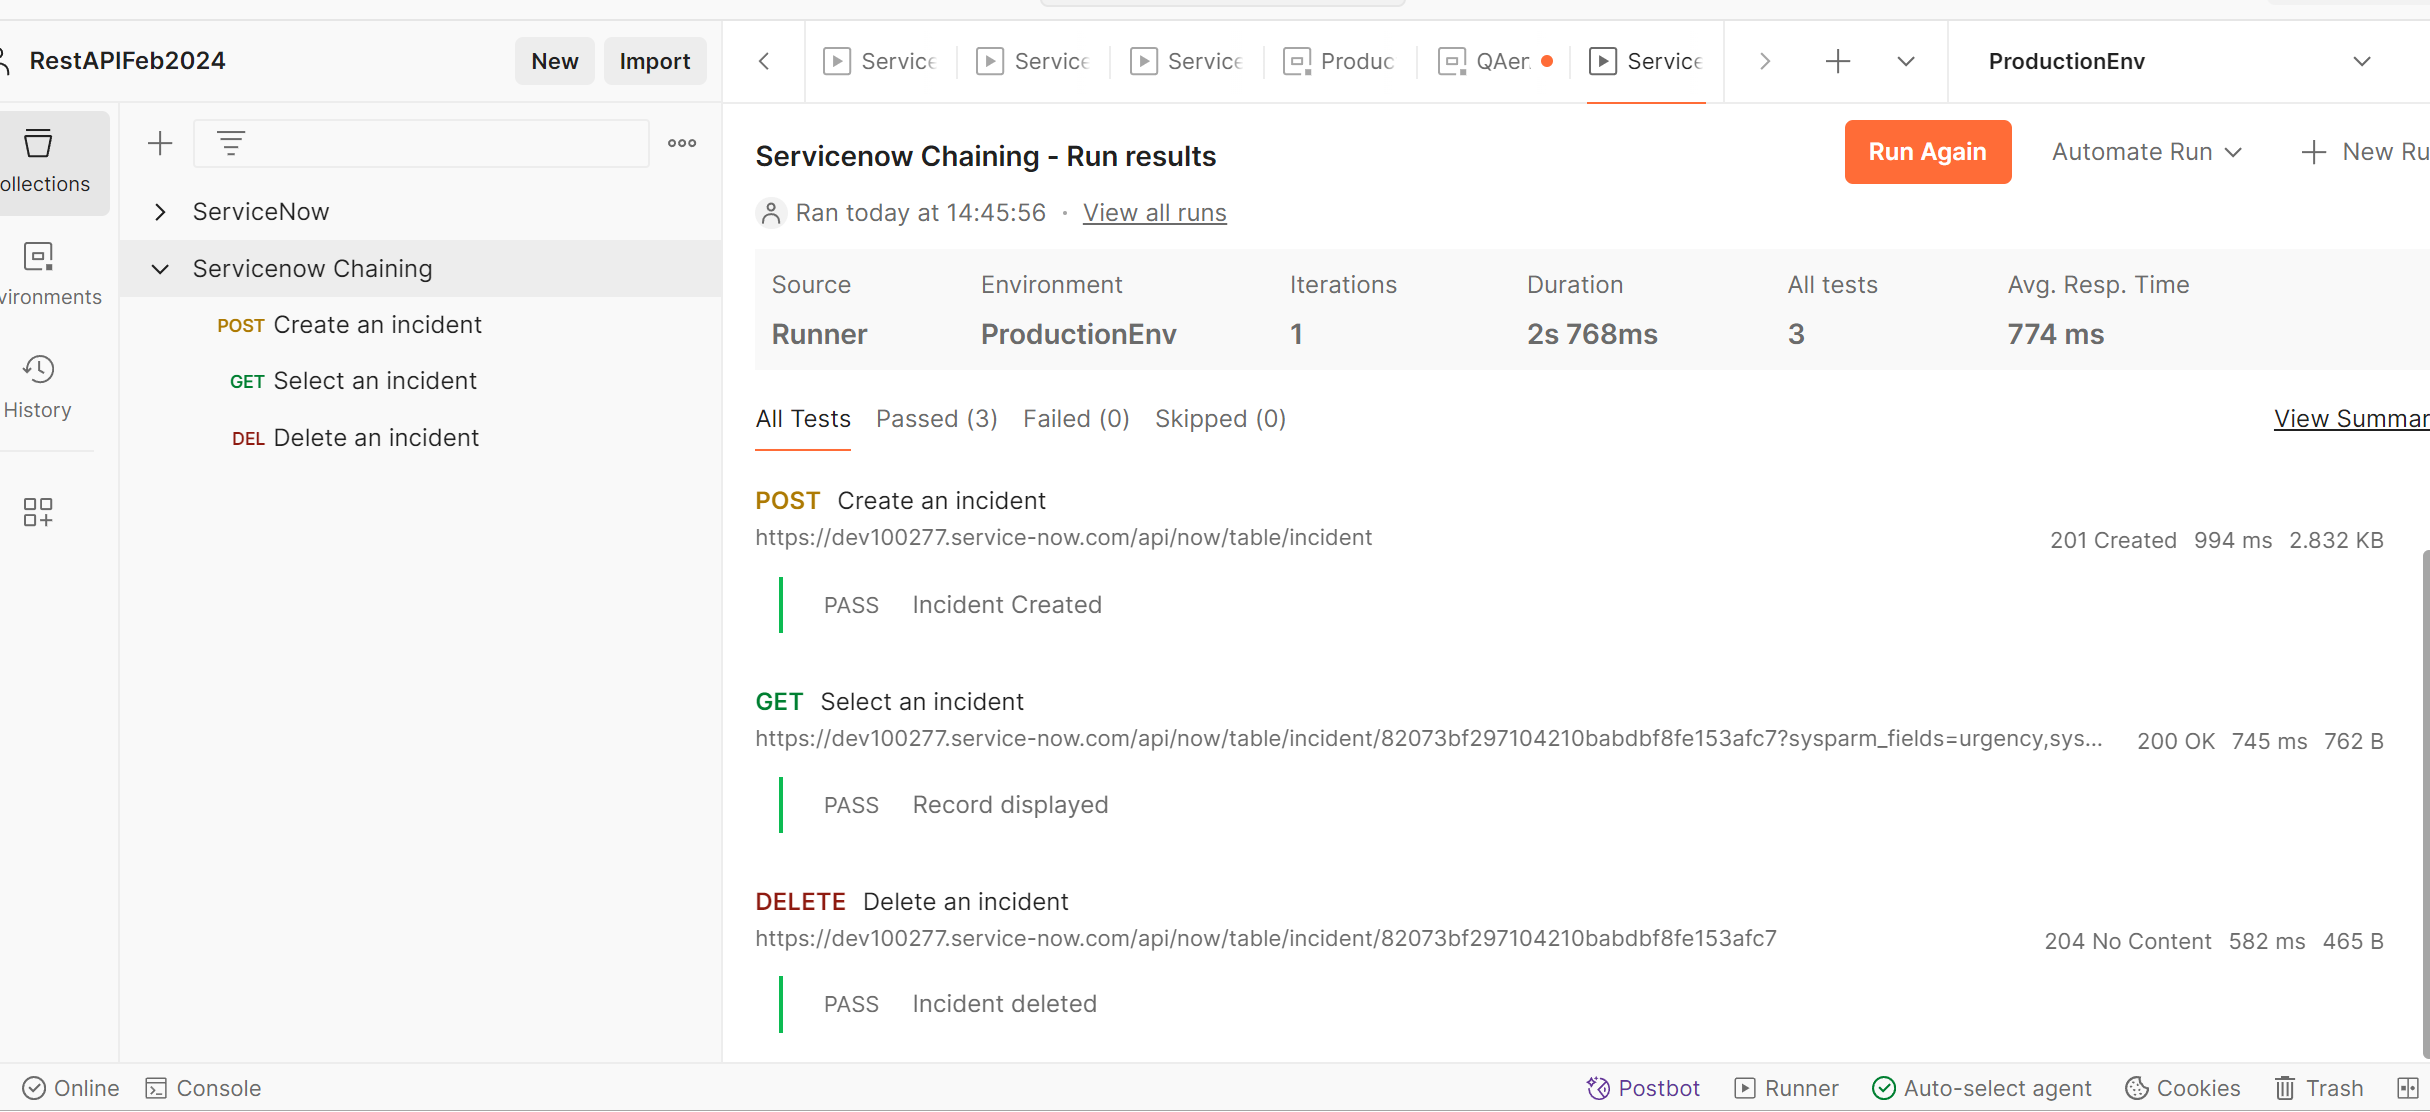 RestAPIFeb2024
New
Import
Service
Service
Service
Produc
QAer
Service
ProductionEnv
ollections
vironments
History
ServiceNow
Servicenow Chaining
POST Create an incident
GET Select an incident
DEL Delete an incident
Servicenow Chaining - Run results
Run Again
Automate Run
New Ru
Ran today at 14:45:56 · View all runs
Source Environment Iterations Duration All tests Avg. Resp. Time
Runner ProductionEnv 1 2s 768ms 3 774 ms
All Tests Passed (3) Failed (0) Skipped (0) View Summar
POST Create an incident
https://dev100277.service-now.com/api/now/table/incident
201 Created 994 ms 2.832 KB
PASS Incident Created
GET Select an incident
https://dev100277.service-now.com/api/now/table/incident/82073bf297104210babdbf8fe153afc7?sysparm_fields=urgency,sys...
200 OK 745 ms 762 B
PASS Record displayed
DELETE Delete an incident
https://dev100277.service-now.com/api/now/table/incident/82073bf297104210babdbf8fe153afc7
204 No Content 582 ms 465 B
PASS Incident deleted
Online Console Postbot Runner Auto-select agent Cookies Trash